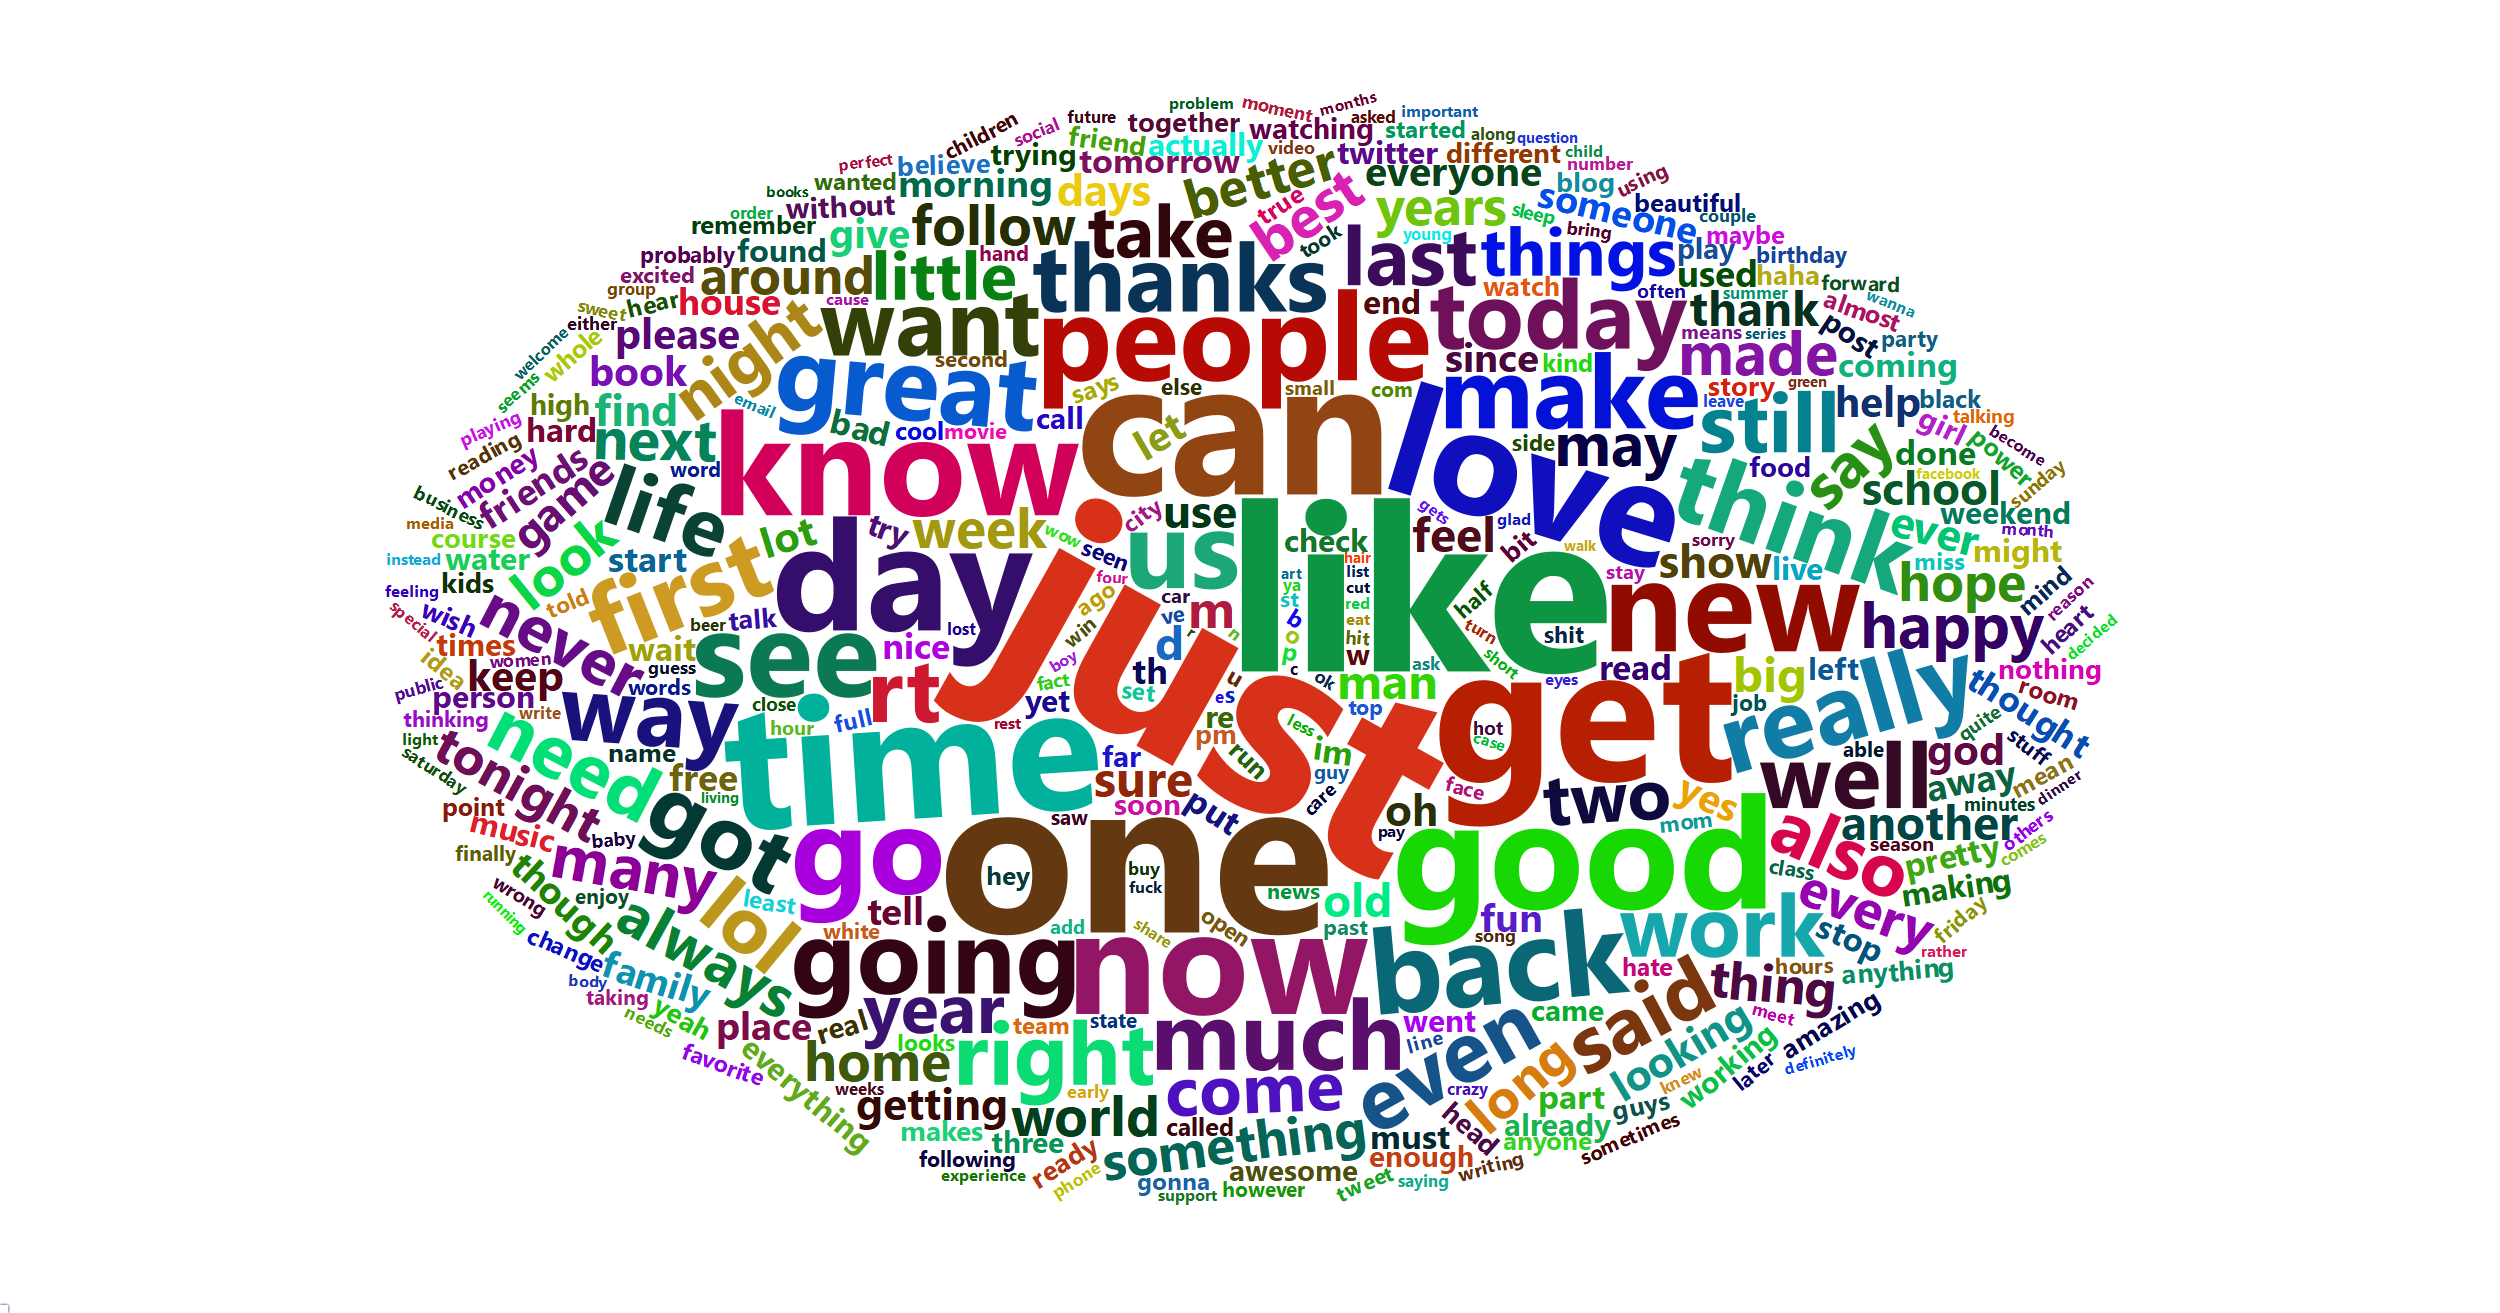 problem
moment
months
important
future
together
watching
asked
started
along
question
children
social
friend
actually
video
twitter
different
child
number
perfect
believe
trying
tomorrow
better
everyone
blog
using
books
wanted
morning
days
best
true
years
sleep
someone
beautiful
couple
order
without
remember
give
follow
take
took
young
bring
maybe
probably
found
hand
last
things
play
birthday
excited
around
little
thanks
used
haha
forward
group
hear
house
cause
end
watch
often
summer
almost
wanna
sweet
either
please
night
want
people
today
thank
means
series
post
party
welcome
whole
book
great
second
since
kind
made
coming
seems
high
find
email
says
else
small
com
make
story
green
leave
help
black
playing
hard
next
bad
cool
movie
call
let
can
love
side
may
still
girl
talking
reading
money
friends
game
life
word
know
food
say
done
power
become
business
media
look
school
facebook
sunday
course
instead
water
start
lot
try
week
wow
seen
city
use
us
like
check
feel
gets
glad
bit
walk
sorry
show
live
think
ever
weekend
month
might
miss
kids
feeling
special
wish
never
told
first
day
four
ago
car
ve
m
art
ya
st
b
o
p
hair
list
cut
red
eat
hit
w
half
turn
short
shit
stay
new
hope
happy
mind
reason
heart
decided
times
women
idea
keep
public
person
thinking
write
wait
guess
words
beer
talk
see
nice
lost
win
boy
fact
yet
th
d
r
n
set
u
es
c
ok
ask
man
top
eyes
read
big
left
nothing
room
light
saturday
need
way
close
name
hour
full
rt
rest
time
just
re
pm
run
less
im
guy
care
hot
case
get
job
really
able
god
thought
quite
stuff
tonight
free
living
far
sure
soon
put
saw
face
oh
pay
two
yes
mom
well
away
mean
dinner
minutes
point
music
baby
got
go
one
hey
buy
fuck
news
old
past
good
also
another
season
others
comes
finally
many
though
wrong
enjoy
lol
least
tell
white
add
share
open
fun
song
work
class
every
pretty
making
running
change
always
family
body
taking
needs
yeah
going
now
back
hate
stop
friday
rather
hours
anything
place
real
year
team
state
went
line
came
said
thing
meet
amazing
favorite
everything
looks
home
right
much
even
long
looking
knew
working
later
definitely
weeks
getting
early
come
crazy
part
guys
makes
three
world
called
something
must
head
already
anyone
sometimes
following
experience
ready
phone
gonna
support
awesome
however
enough
tweet
saying
writing